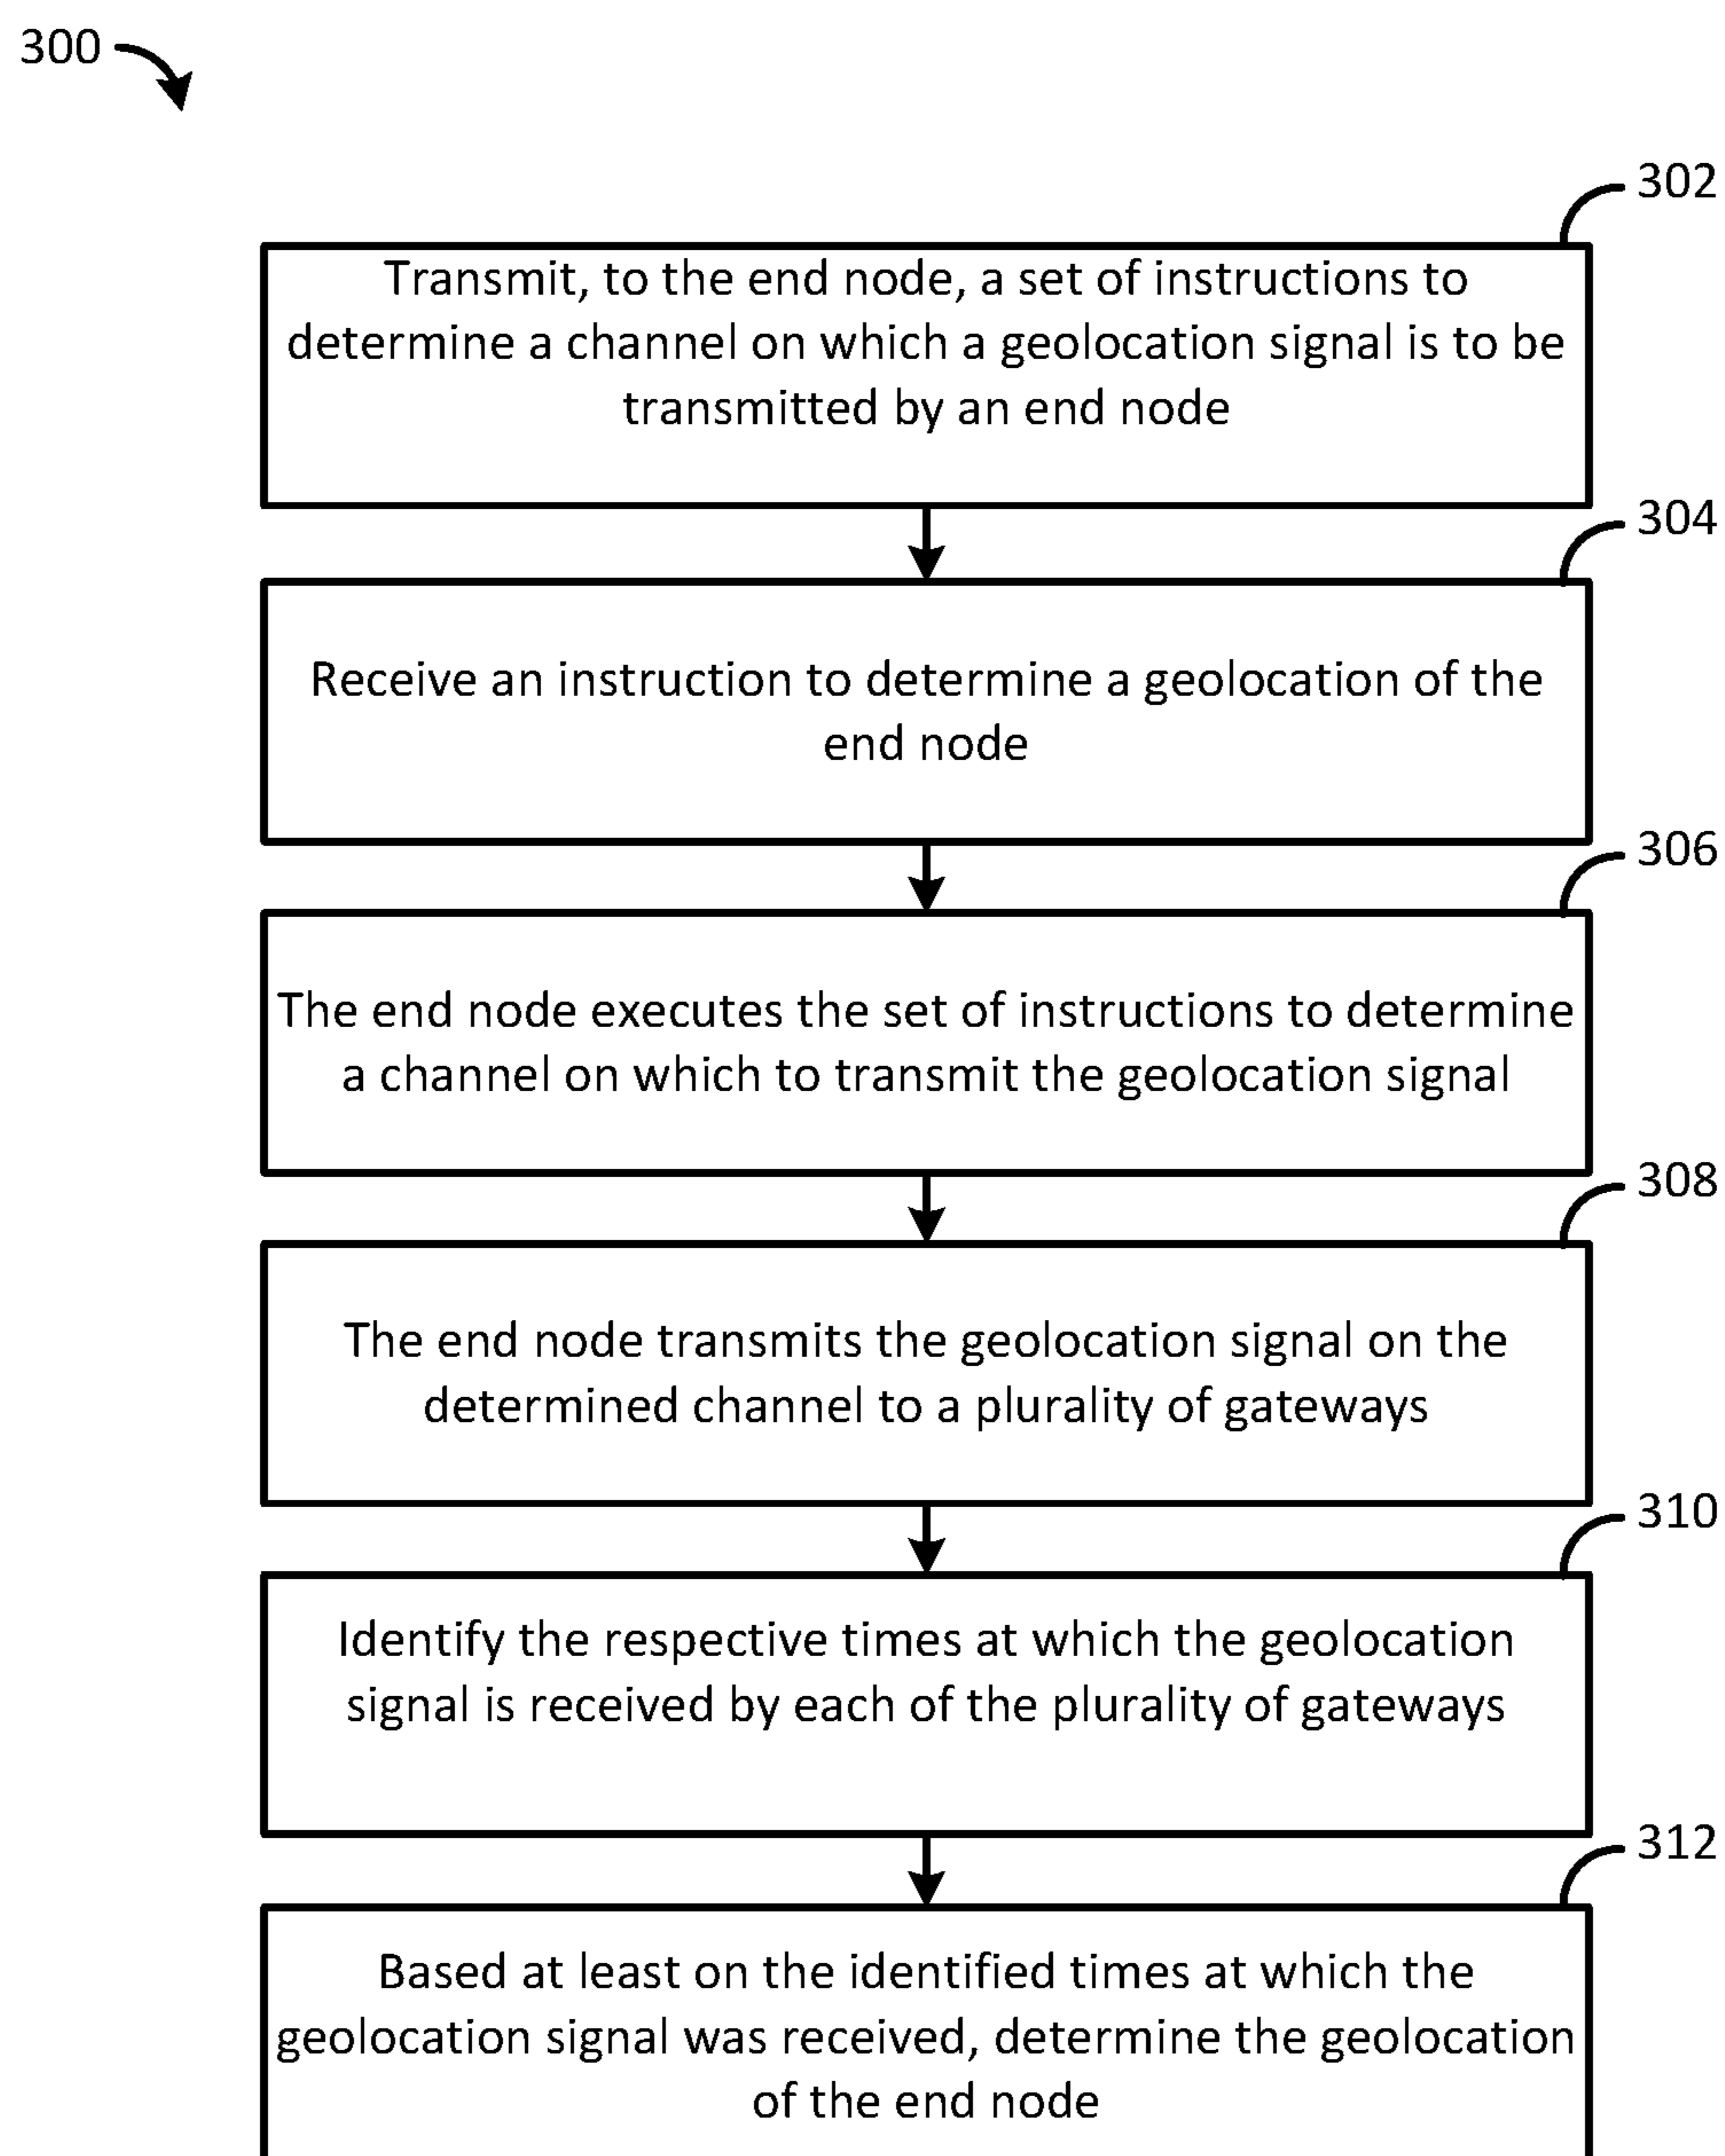 300
302
Transmit, to the end node, a set of instructions to
determine a channel on which a geolocation signal is to be
transmitted by an end node
304
Receive an instruction to determine a geolocation of the
end node
306
The end node executes the set of instructions to determine
a channel on which to transmit the geolocation signal
308
The end node transmits the geolocation signal on the
determined channel to a plurality of gateways
310
Identify the respective times at which the geolocation
signal is received by each of the plurality of gateways
312
Based at least on the identified times at which the
geolocation signal was received, determine the geolocation
of the end node